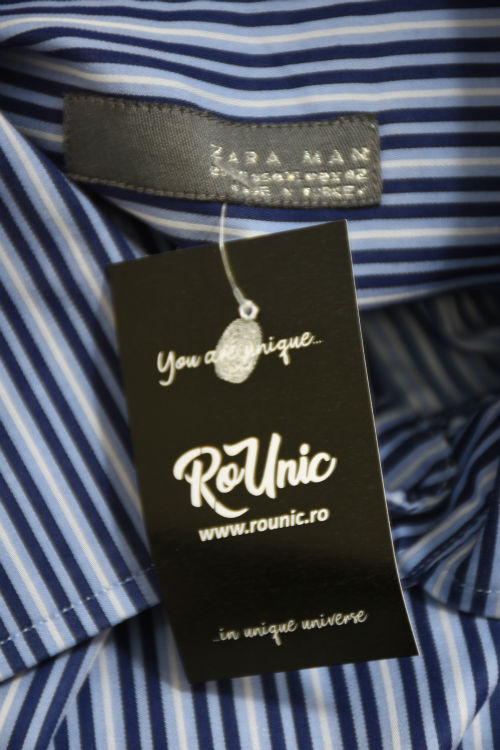 ZARA MAN
You are unique...
RoUnic
www.rounic.ro
...in unique universe